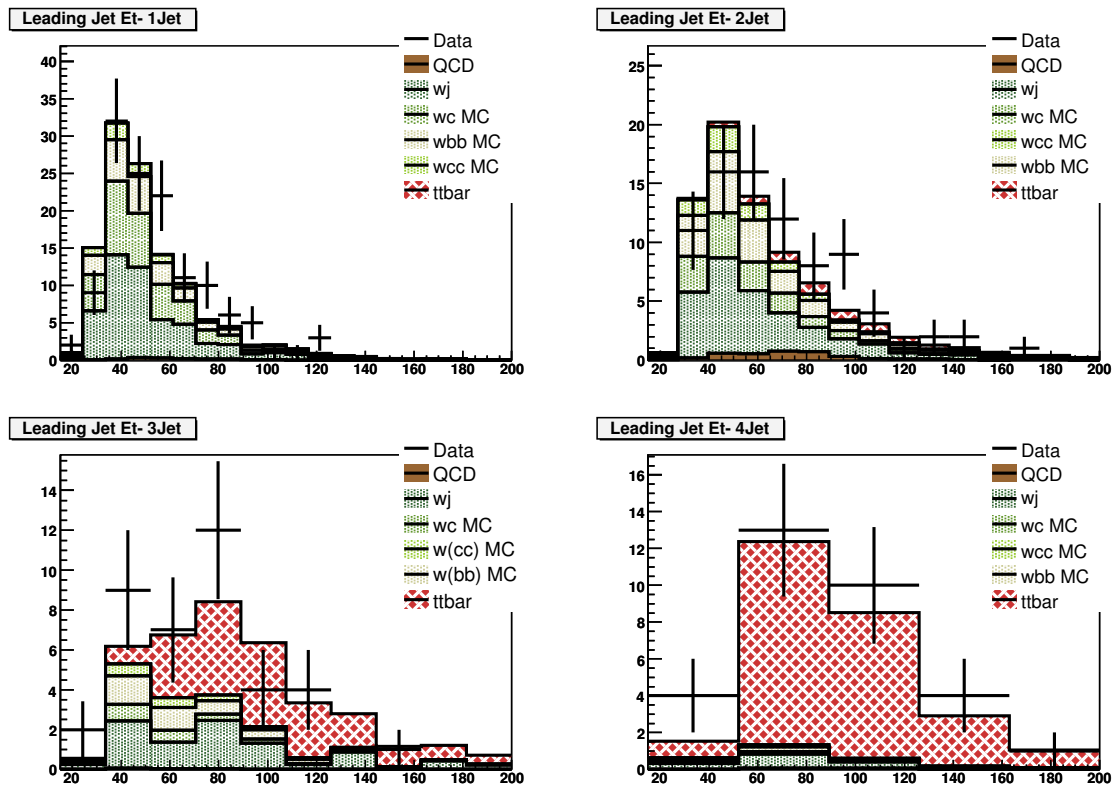 Leading Jet Et- 1Jet
Data
QCD
wj
wc MC
wbb MC
wcc MC
ttbar
40
35
30
25
20
15
10
5
0
20 40 60 80 100 120 140 160 180 200
Leading Jet Et- 2Jet
Data
QCD
wj
wc MC
wcc MC
wbb MC
ttbar
25
20
15
10
5
0
20 40 60 80 100 120 140 160 180 200
Leading Jet Et- 3Jet
Data
QCD
wj
wc MC
w(cc) MC
w(bb) MC
ttbar
14
12
10
8
6
4
2
0
20 40 60 80 100 120 140 160 180 200
Leading Jet Et- 4Jet
Data
QCD
wj
wc MC
wcc MC
wbb MC
ttbar
16
14
12
10
8
6
4
2
0
20 40 60 80 100 120 140 160 180 200